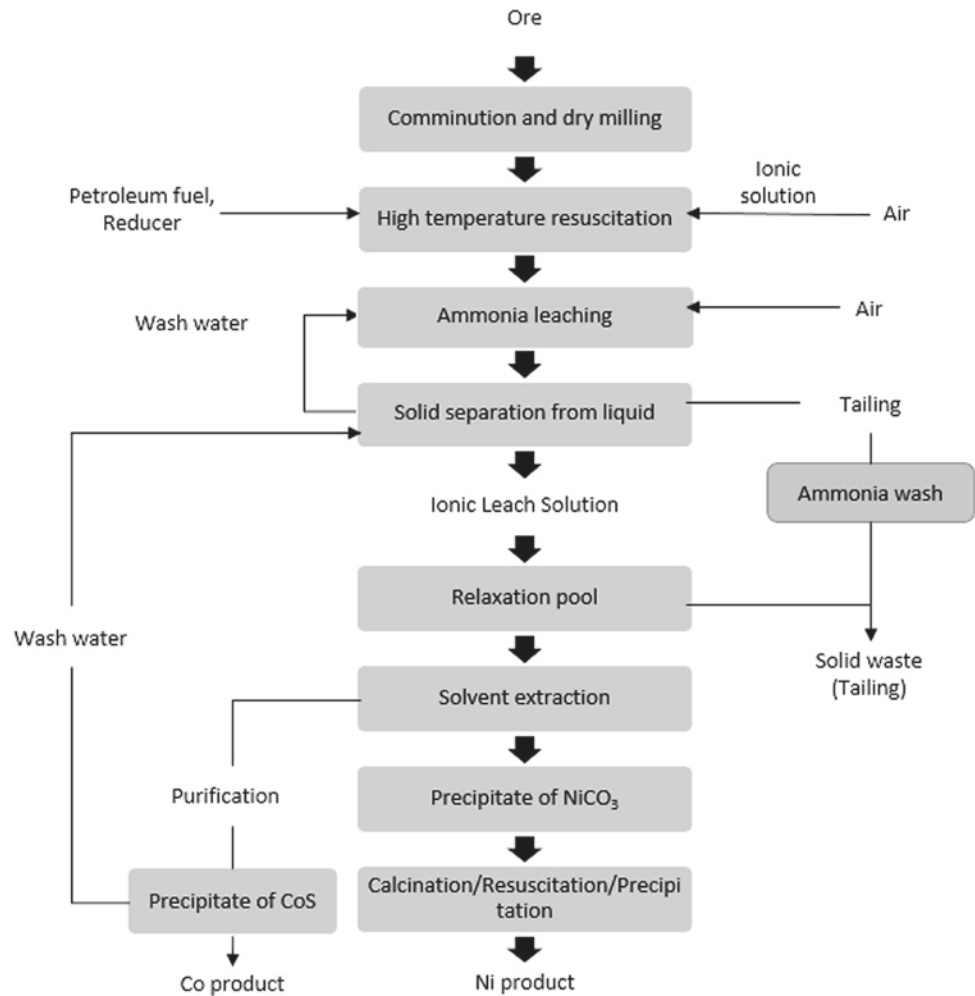 Ore
Comminution and dry milling
Petroleum fuel,
Reducer
High temperature resuscitation
Ionic
solution
Air
Wash water
Ammonia leaching
Air
Solid separation from liquid
Tailing
Ammonia wash
Ionic Leach Solution
Relaxation pool
Wash water
Solid waste
(Tailing)
Solvent extraction
Purification
Precipitate of NiCO₃
Precipitate of CoS
Calcination/Resuscitation/Precipi
tation
Co product
Ni product